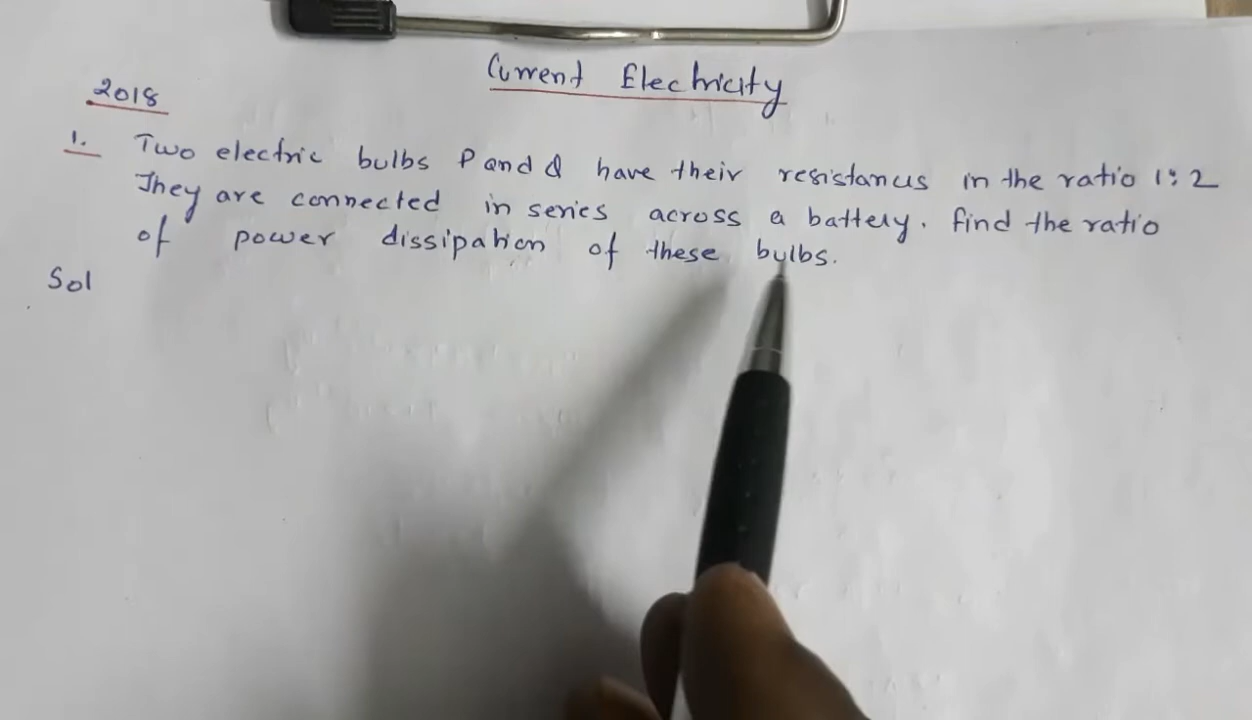 Current Electricity
2018
1. Two electric bulbs P and Q have their resistances in the ratio 1:2
They are connected in series across a battery. Find the ratio
of power dissipation of these bulbs.
Sol